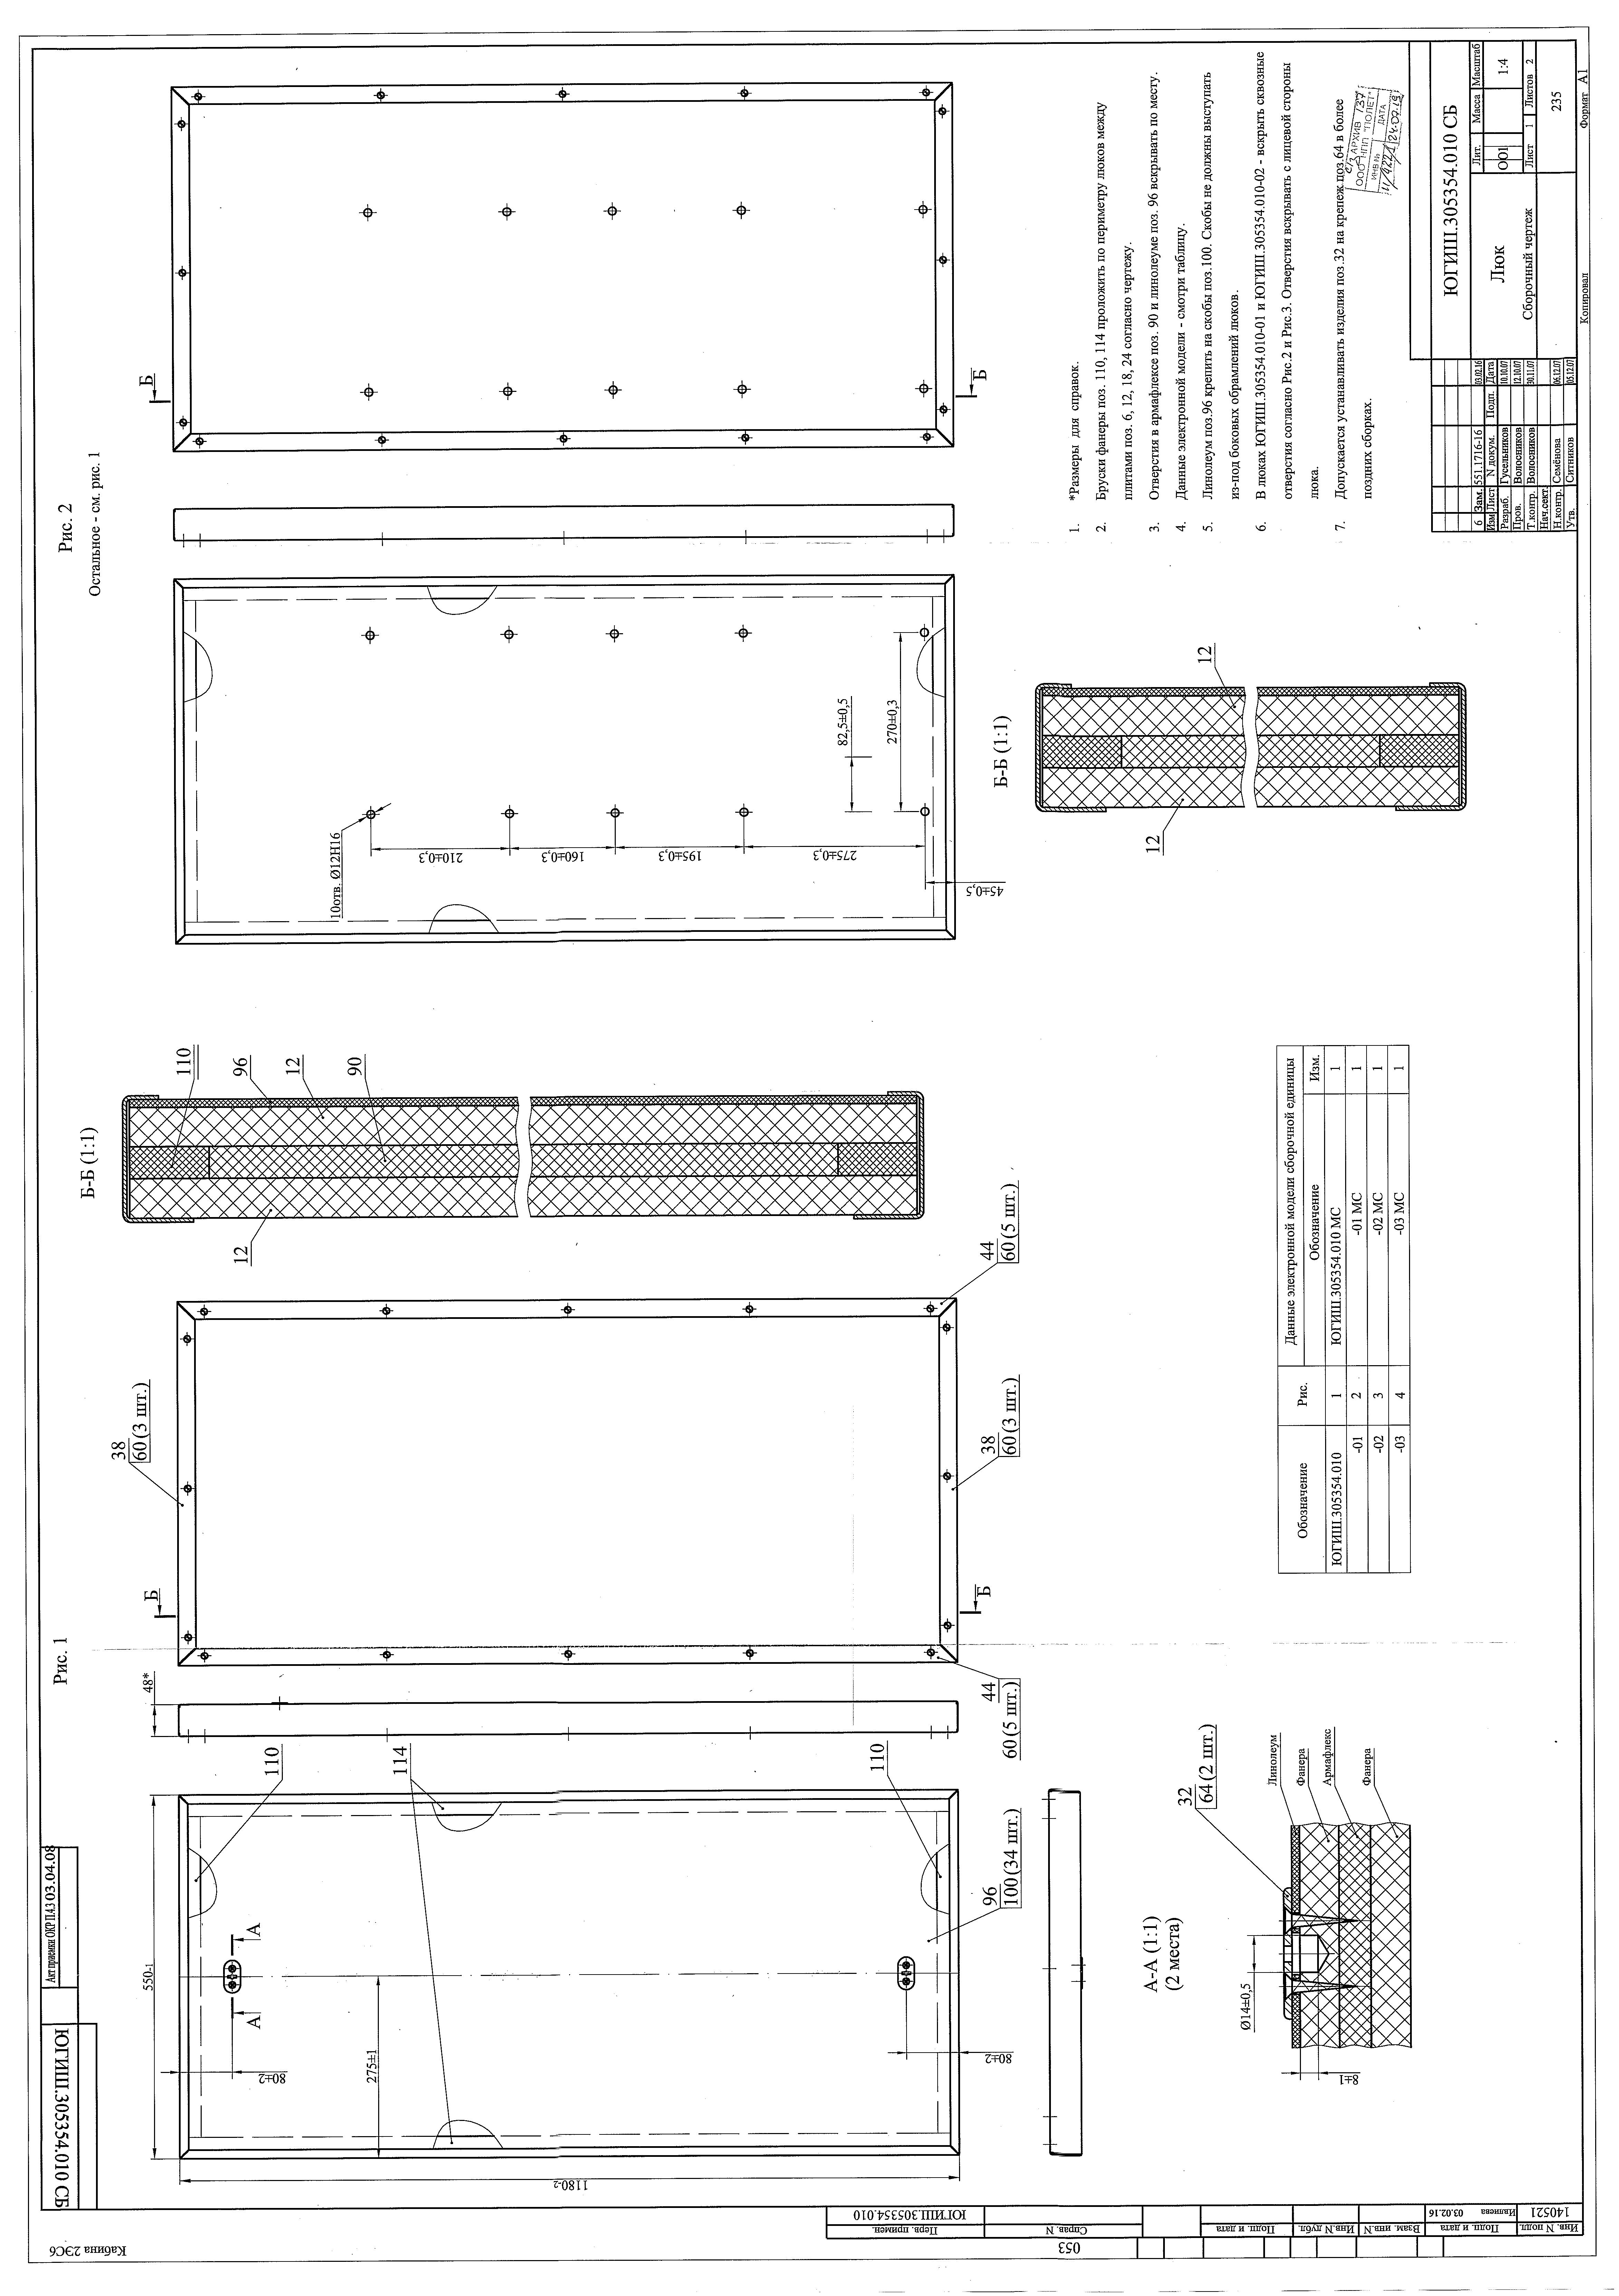 ЮГИШ.305354.010 СБ
Акт приемки ОКР ПАЗ 03.04.08
Кабина 2ЭС6
Рис. 1
550-1
1180-2
275±1
80±2
80±2
А
А
110
114
110
96
100 (34 шт.)
48*
38
60 (3 шт.)
Б
Б
38
60 (3 шт.)
44
60 (5 шт.)
44
60 (5 шт.)
Б-Б (1:1)
110
96
12
90
12
А-А (1:1)
(2 места)
Ø14±0,5
8±1
32
64 (2 шт.)
Линолеум
Фанера
Армафлекс
Фанера
Рис. 2
Остальное - см. рис. 1
10отв. Ø12Н16
210±0,3
160±0,3
195±0,3
275±0,3
45±0,5
82,5±0,5
270±0,3
Б
Б
Б-Б (1:1)
12
12
Обозначение
Рис.
Данные электронной модели сборочной единицы
Обозначение
Изм.
ЮГИШ.305354.010 1 ЮГИШ.305354.010 МС 1
-01 2 -01 МС 1
-02 3 -02 МС 1
-03 4 -03 МС 1
1. *Размеры для справок.
2. Бруски фанеры поз. 110, 114 проложить по периметру люков между
плитами поз. 6, 12, 18, 24 согласно чертежу.
3. Отверстия в армафлексе поз. 90 и линолеуме поз. 96 вскрывать по месту.
4. Данные электронной модели - смотри таблицу.
5. Линолеум поз.96 крепить на скобы поз.100. Скобы не должны выступать
из-под боковых обрамлений люков.
6. В люках ЮГИШ.305354.010-01 и ЮГИШ.305354.010-02 - вскрыть сквозные
отверстия согласно Рис.2 и Рис.3. Отверстия вскрывать с лицевой стороны
люка.
7. Допускается устанавливать изделия поз.32 на крепеж поз.64 в более
поздних сборках.
АРХИВ 137
ООО НПП "ПОЛЕТ"
ИНВ № ДАТА
ЮГИШ.305354.010 СБ
6 Зам. 551.1716-16 03.02.16
Изм Лист N докум. Подп. Дата
Разраб. Гусельников 10.10.07
Пров. Волосников 12.10.07
Т.контр. Волосников 30.11.07
Нач.сект.
Н.контр. Семёнова 06.12.07
Утв. Ситников 05.12.07
Люк
Сборочный чертеж
Лит. Масса Масштаб
О01 1:4
Лист 1 Листов 2
235
Копировал
Формат А1
Перв. примен.
ЮГИШ.305354.010
Справ. N
053
Подп. и дата
Инв.N дубл.
Взам. инв.N
Подп. и дата
03.02.16
Инв. N подл.
140521